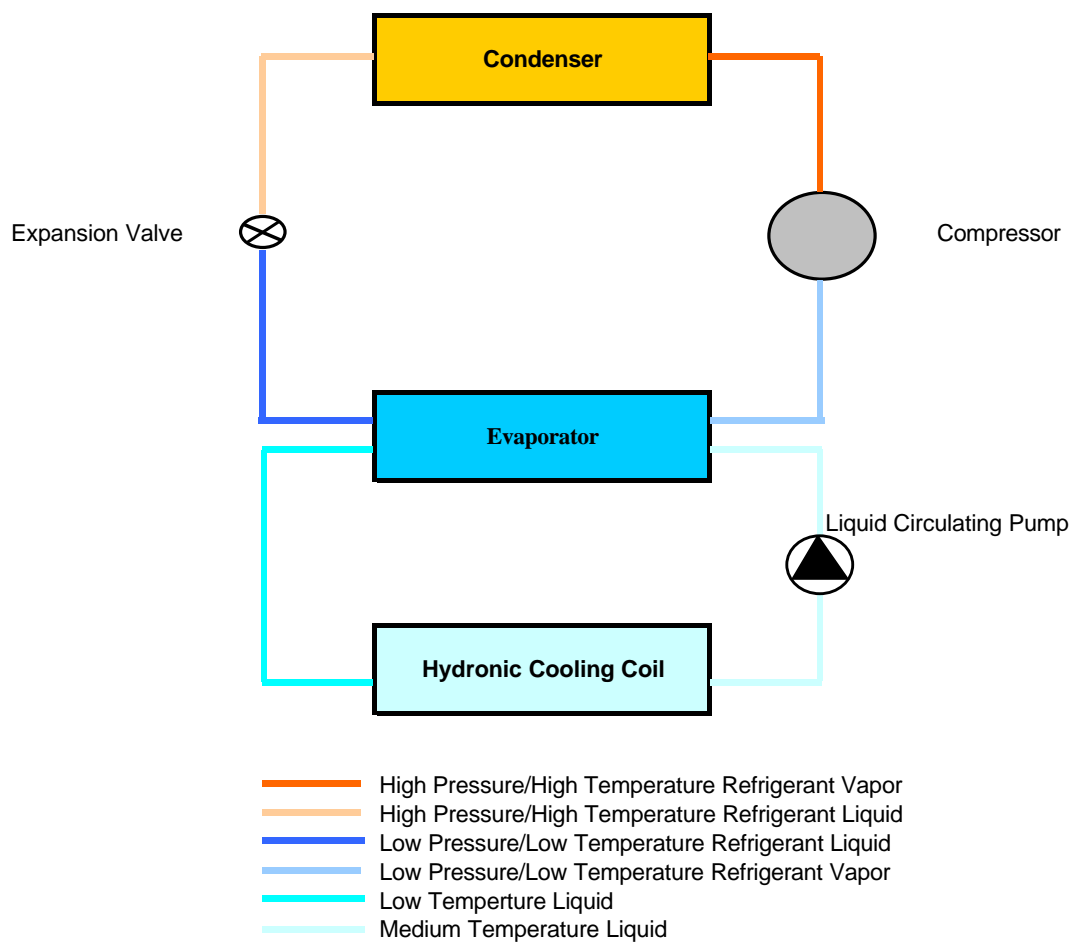 Condenser
Expansion Valve
Compressor
Evaporator
Liquid Circulating Pump
Hydronic Cooling Coil
High Pressure/High Temperature Refrigerant Vapor
High Pressure/High Temperature Refrigerant Liquid
Low Pressure/Low Temperature Refrigerant Liquid
Low Pressure/Low Temperature Refrigerant Vapor
Low Temperture Liquid
Medium Temperature Liquid